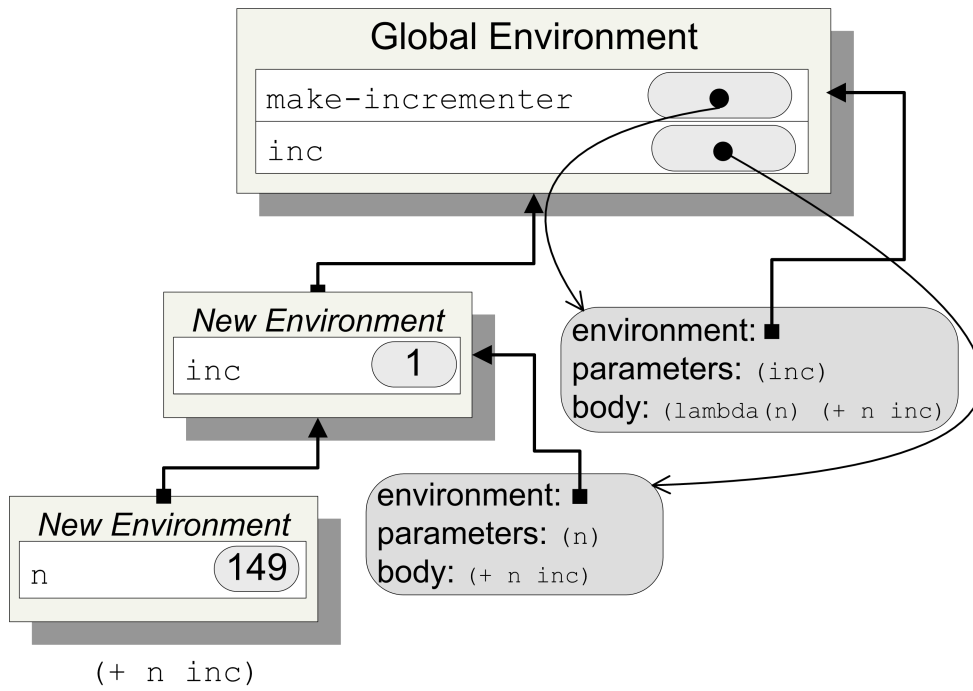 Global Environment
make-incrementer
inc
New Environment
inc 1
environment:
parameters: (inc)
body: (lambda(n) (+ n inc)
environment:
parameters: (n)
body: (+ n inc)
New Environment
n 149
(+ n inc)